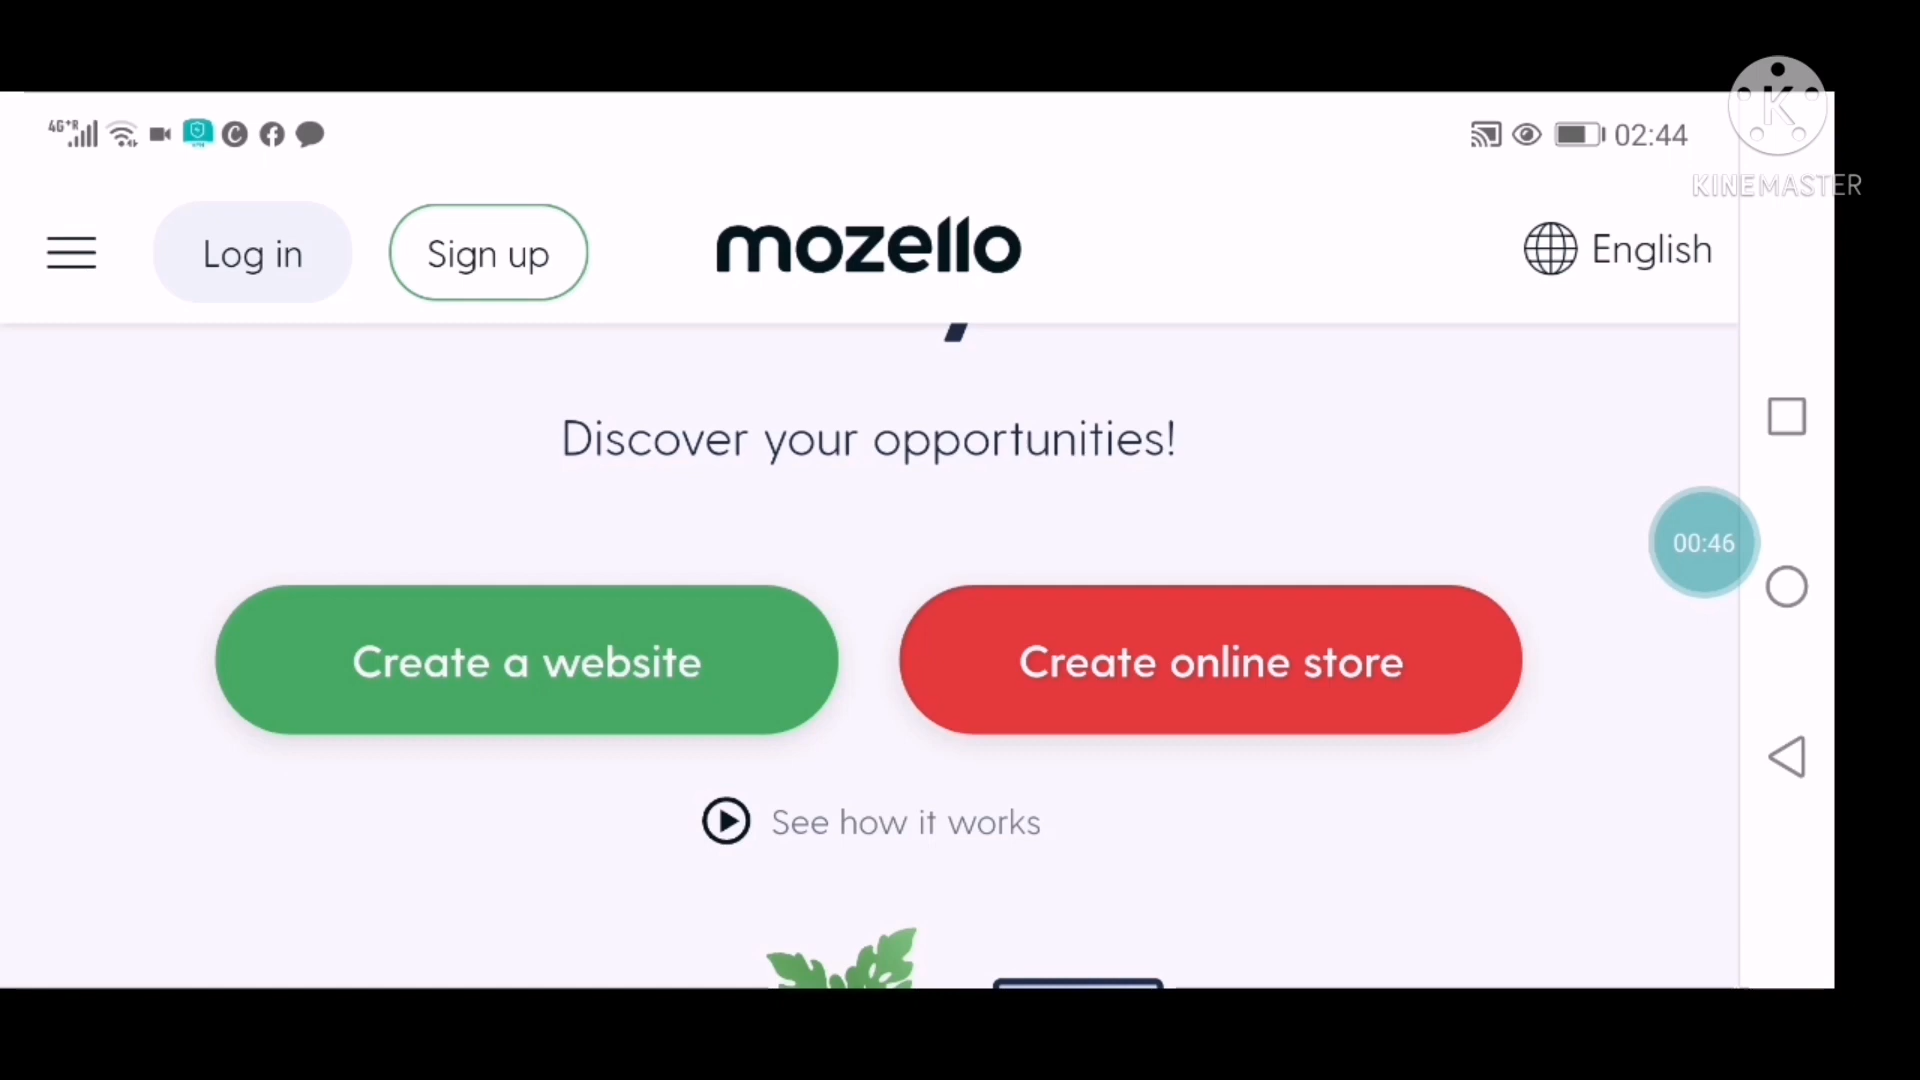 4G+R
02:44
KINEMASTER
Log in
Sign up
mozello
English
Discover your opportunities!
00:46
Create a website
Create online store
See how it works